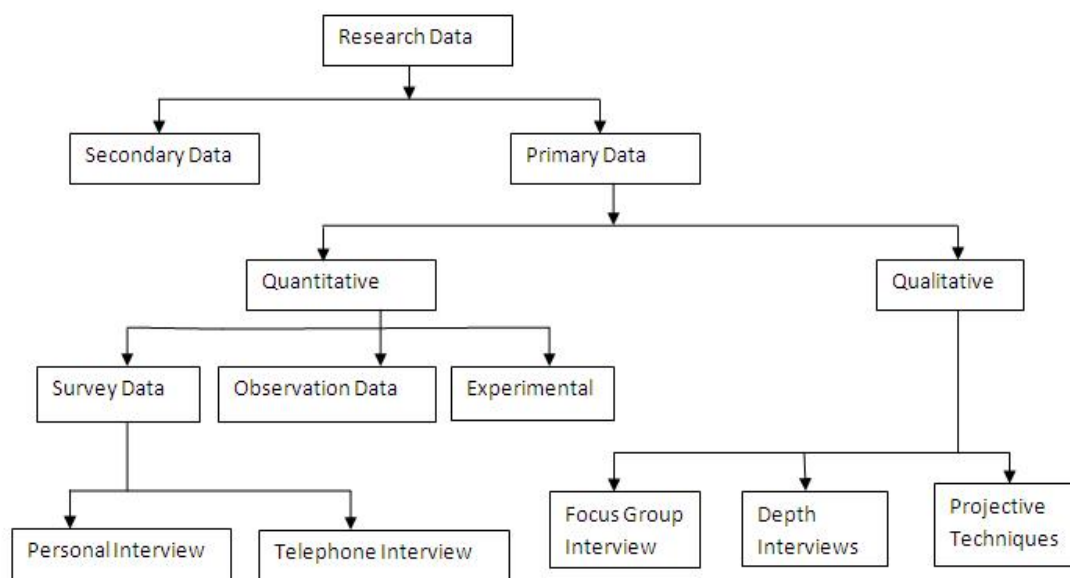 Research Data
Secondary Data
Primary Data
Quantitative
Qualitative
Survey Data
Observation Data
Experimental
Focus Group
Interview
Depth
Interviews
Projective
Techniques
Personal Interview
Telephone Interview